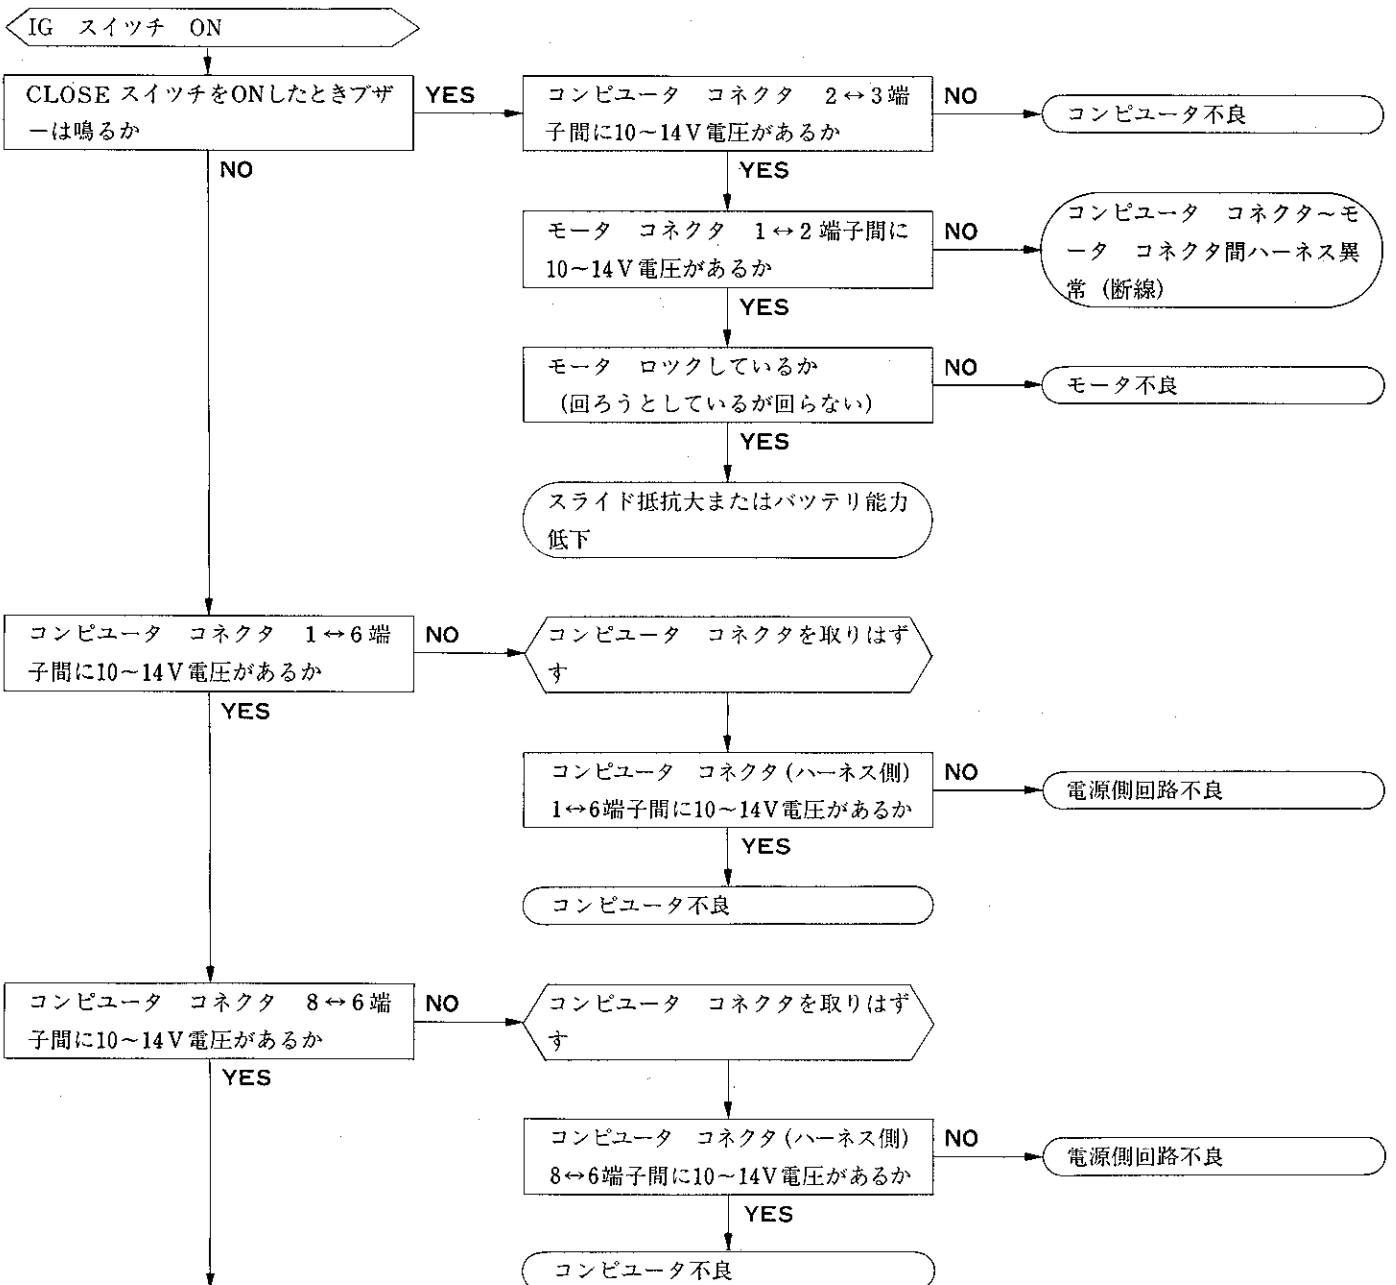 IG スイツチ ON
CLOSE スイツチをONしたときブザ
ーは鳴るか
YES
コンピユータ コネクタ 2↔3端
子間に10~14V電圧があるか
NO
コンピユータ不良
NO
YES
モータ コネクタ 1↔2端子間に
10~14V電圧があるか
NO
コンピユータ コネクタ~モ
ータ コネクタ間ハーネス異
常 (断線)
YES
モータ ロツクしているか
(回ろうとしているが回らない)
NO
モータ不良
YES
スライド抵抗大またはバツテリ能力
低下
コンピユータ コネクタ 1↔6端
子間に10~14V電圧があるか
NO
コンピユータ コネクタを取りはず
す
YES
コンピユータ コネクタ(ハーネス側)
1↔6端子間に10~14V電圧があるか
NO
電源側回路不良
YES
コンピユータ不良
コンピユータ コネクタ 8↔6端
子間に10~14V電圧があるか
NO
コンピユータ コネクタを取りはず
す
YES
コンピユータ コネクタ(ハーネス側)
8↔6端子間に10~14V電圧があるか
NO
電源側回路不良
YES
コンピユータ不良